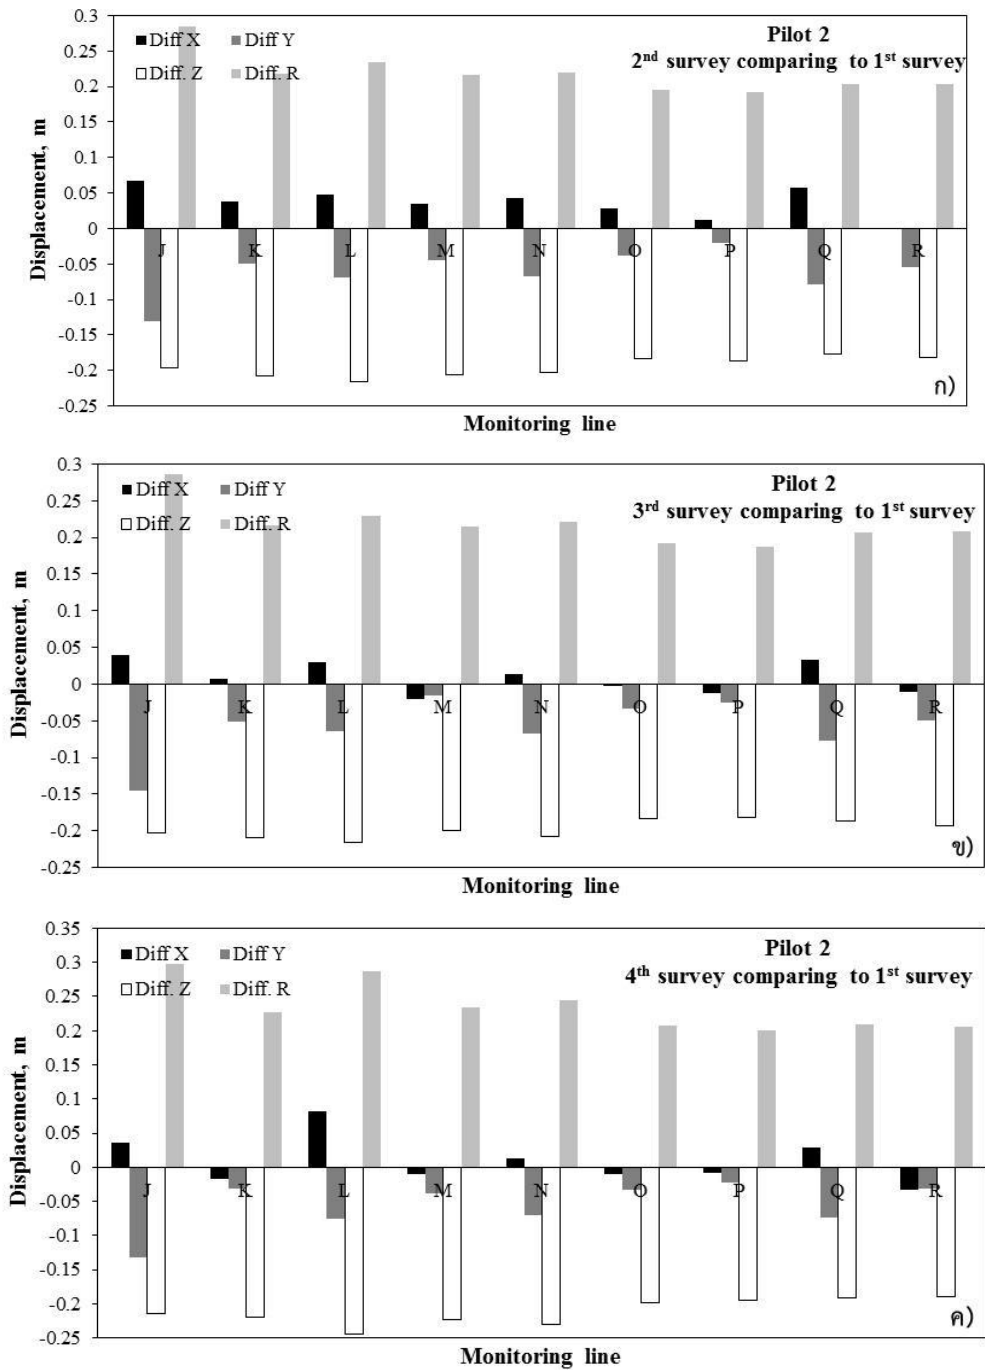 0.3
0.25
0.2
0.15
0.1
0.05
0
-0.05
-0.1
-0.15
-0.2
-0.25
Displacement, m
Diff X Diff Y
Diff. Z Diff. R
Pilot 2
2nd survey comparing to 1st survey
J K L M N O P Q R
ก)
Monitoring line
0.3
0.25
0.2
0.15
0.1
0.05
0
-0.05
-0.1
-0.15
-0.2
-0.25
Displacement, m
Diff X Diff Y
Diff. Z Diff. R
Pilot 2
3rd survey comparing to 1st survey
J K L M N O P Q R
ข)
Monitoring line
0.35
0.3
0.25
0.2
0.15
0.1
0.05
0
-0.05
-0.1
-0.15
-0.2
-0.25
Displacement, m
Diff X Diff Y
Diff. Z Diff. R
Pilot 2
4th survey comparing to 1st survey
J K L M N O P Q R
ค)
Monitoring line